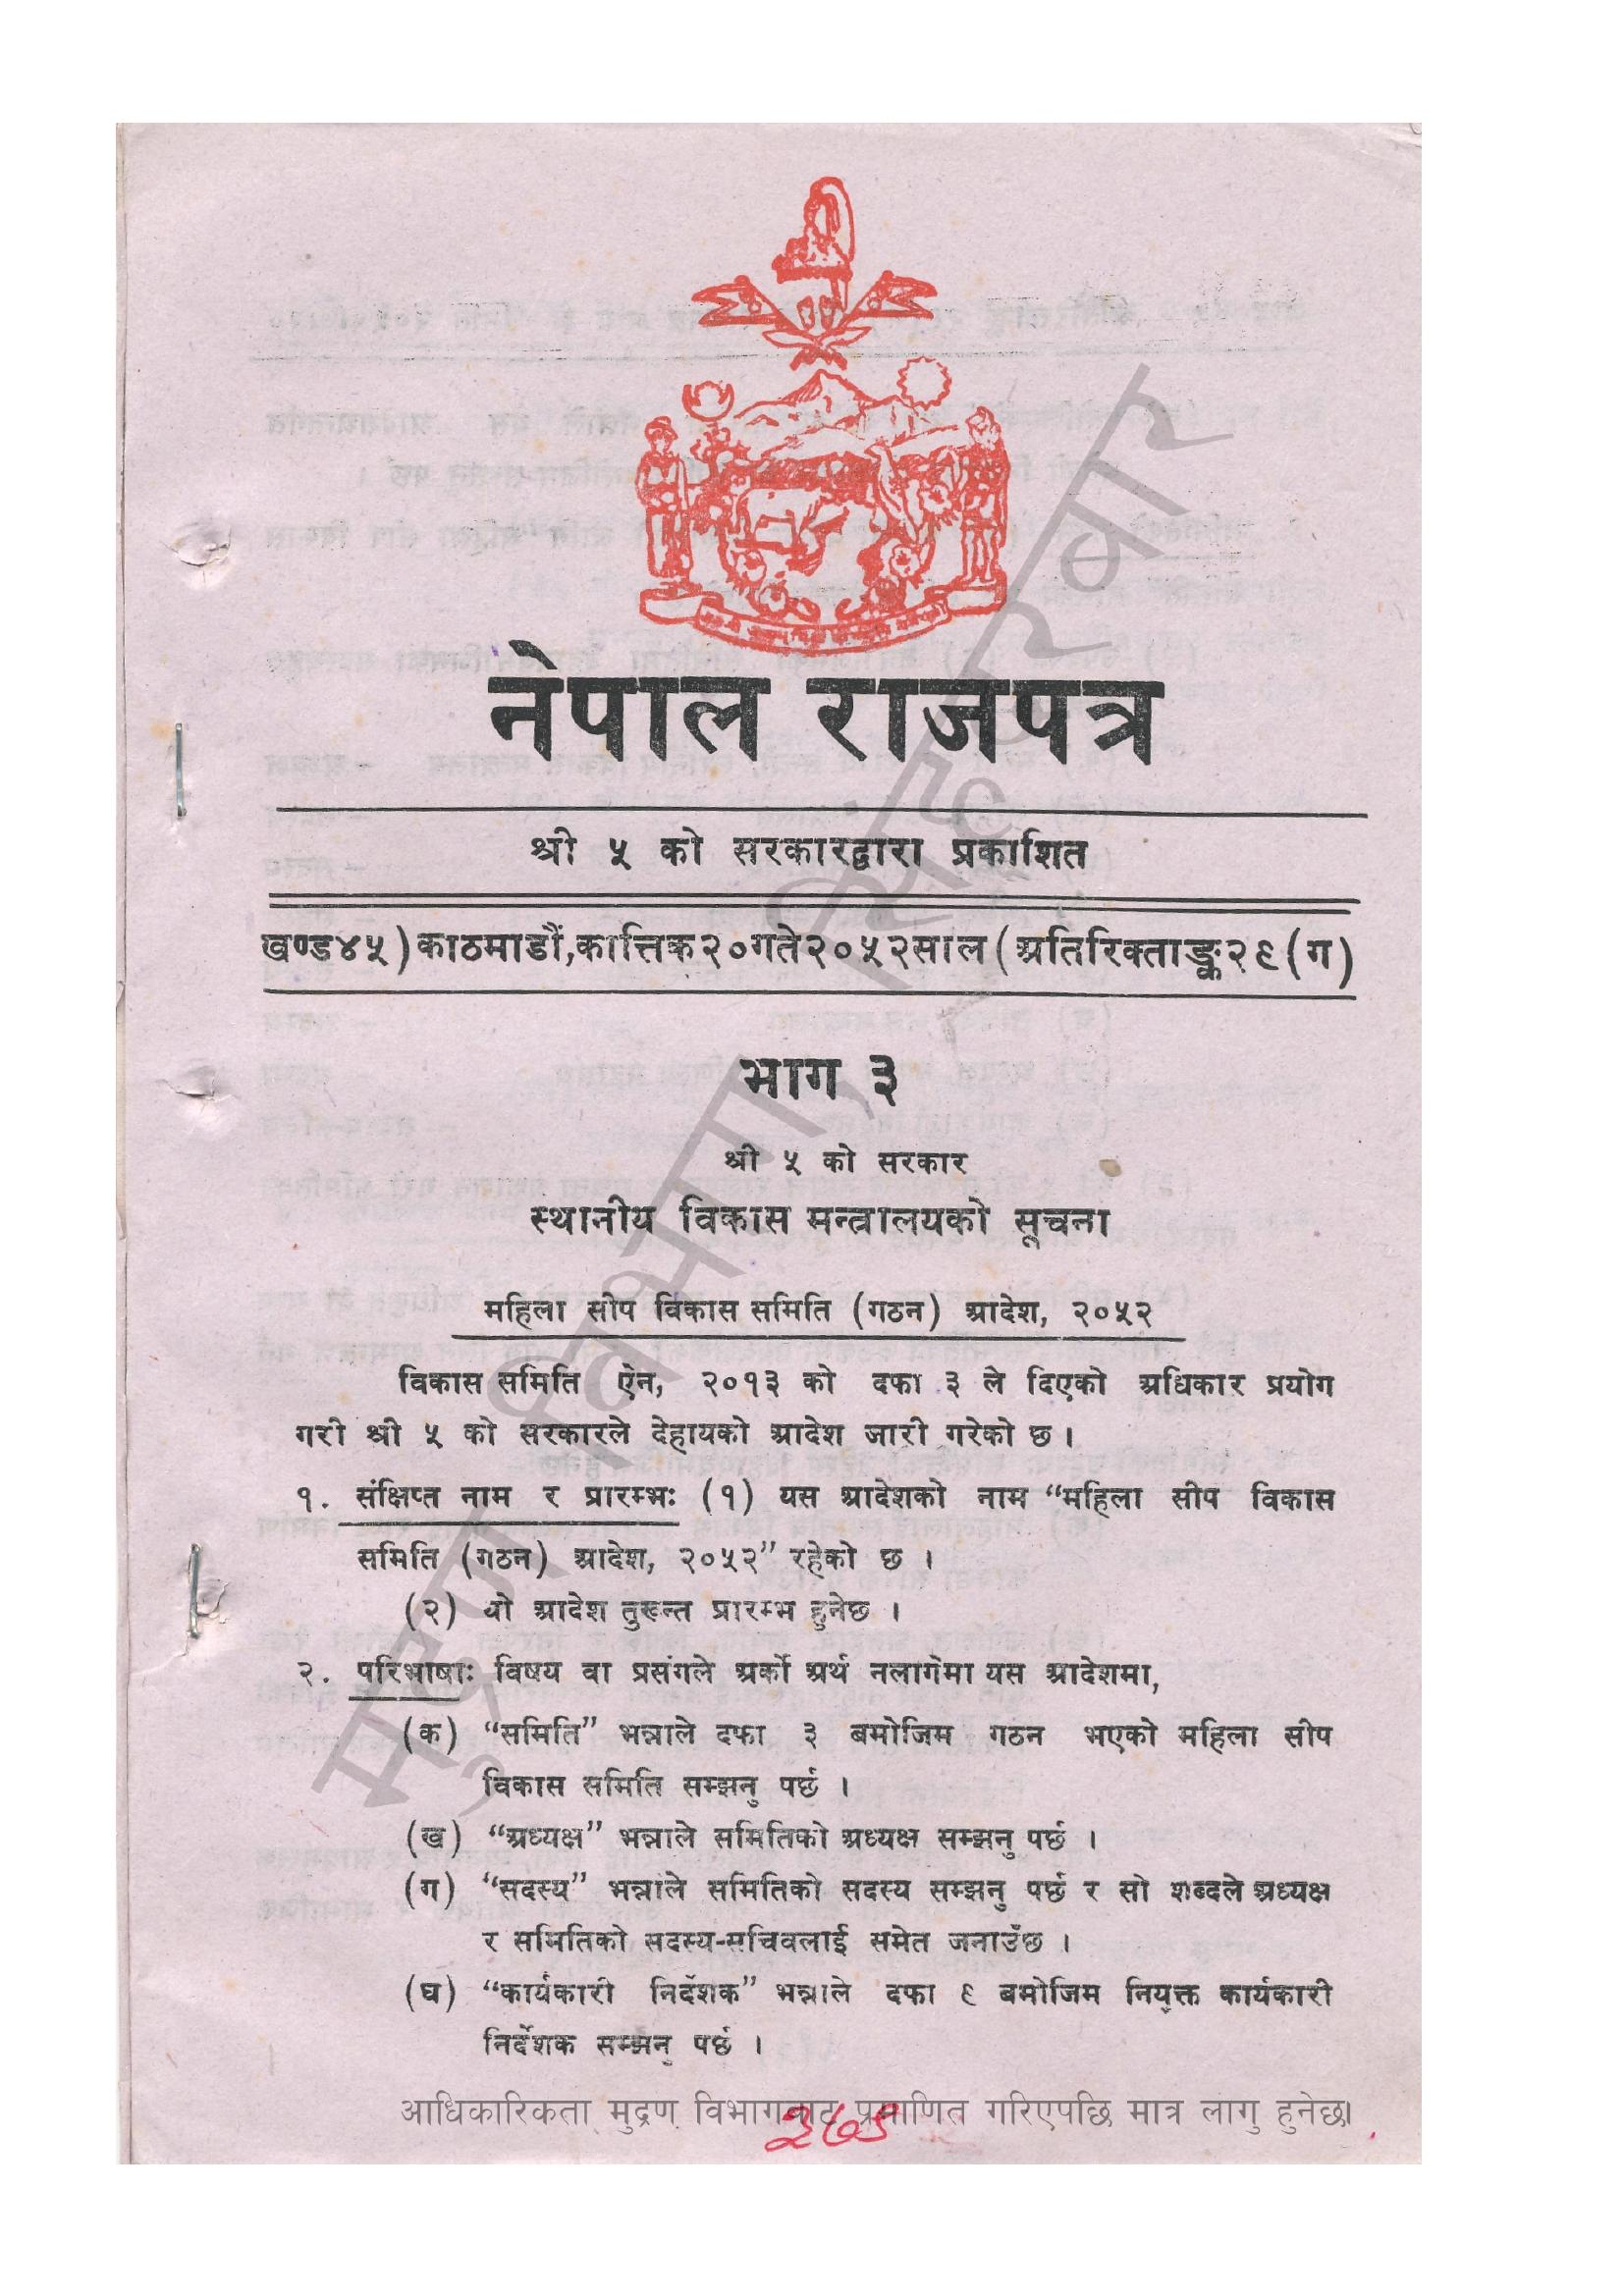 नेपाल राजपत्र
श्री ५ को सरकारद्वारा प्रकाशित
खण्ड४५)काठमाडौं,कात्तिक२०गते२०५२साल(अतिरिक्ताङ्क२९(ग)
भाग ३
श्री ५ को सरकार
स्थानीय विकास मन्त्रालयको सूचना
महिला सीप विकास समिति (गठन) आदेश, २०५२
विकास समिति ऐन, २०१३ को दफा ३ ले दिएको अधिकार प्रयोग
गरी श्री ५ को सरकारले देहायको आदेश जारी गरेको छ ।
१. संक्षिप्त नाम र प्रारम्भः (१) यस आदेशको नाम “महिला सीप विकास
समिति (गठन) आदेश, २०५२” रहेको छ ।
(२) यो आदेश तुरुन्त प्रारम्भ हुनेछ ।
२. परिभाषाः विषय वा प्रसंगले अर्को अर्थ नलागेमा यस आदेशमा,
(क) “समिति” भन्नाले दफा ३ बमोजिम गठन भएको महिला सीप
विकास समिति सम्झनु पर्छ ।
(ख) “अध्यक्ष” भन्नाले समितिको अध्यक्ष सम्झनु पर्छ ।
(ग) “सदस्य” भन्नाले समितिको सदस्य सम्झनु पर्छ र सो शब्दले अध्यक्ष
र समितिको सदस्य-सचिवलाई समेत जनाउँछ ।
(घ) “कार्यकारी निर्देशक” भन्नाले दफा ९ बमोजिम नियुक्त कार्यकारी
निर्देशक सम्झनु पर्छ ।
मुद्रण विभाग, सिंहदरबार
आधिकारिकता मुद्रण विभागबाट प्रमाणित गरिएपछि मात्र लागु हुनेछ।